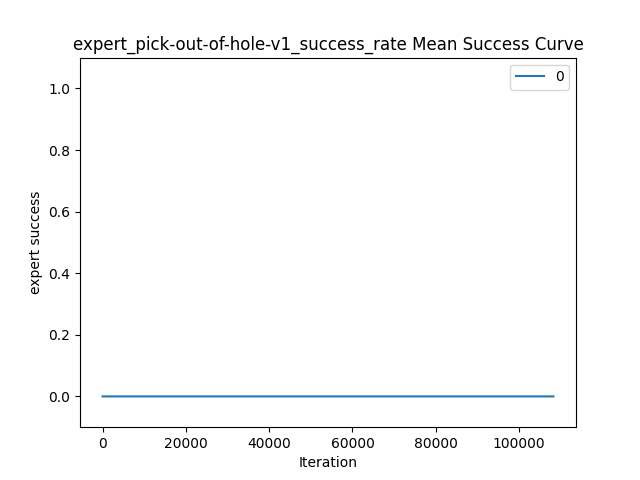 expert_pick-out-of-hole-v1_success_rate Mean Success Curve
0
1.0
0.8
0.6
0.4
0.2
0.0
expert success
0 20000 40000 60000 80000 100000
Iteration